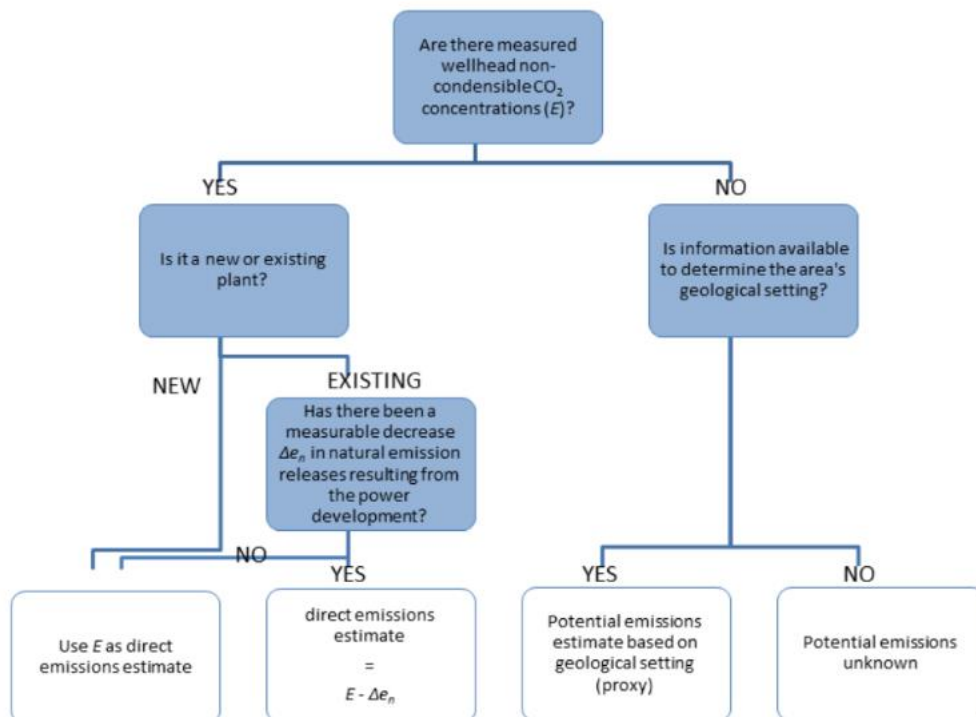 Are there measured
wellhead non-
condensible CO₂
concentrations (E)?
YES
NO
Is it a new or existing
plant?
Is information available
to determine the area's
geological setting?
NEW
EXISTING
Has there been a
measurable decrease
Δeₙ in natural emission
releases resulting from
the power
development?
NO
YES
YES
NO
Use E as direct
emissions estimate
direct emissions
estimate
=
E - Δeₙ
Potential emissions
estimate based on
geological setting
(proxy)
Potential emissions
unknown